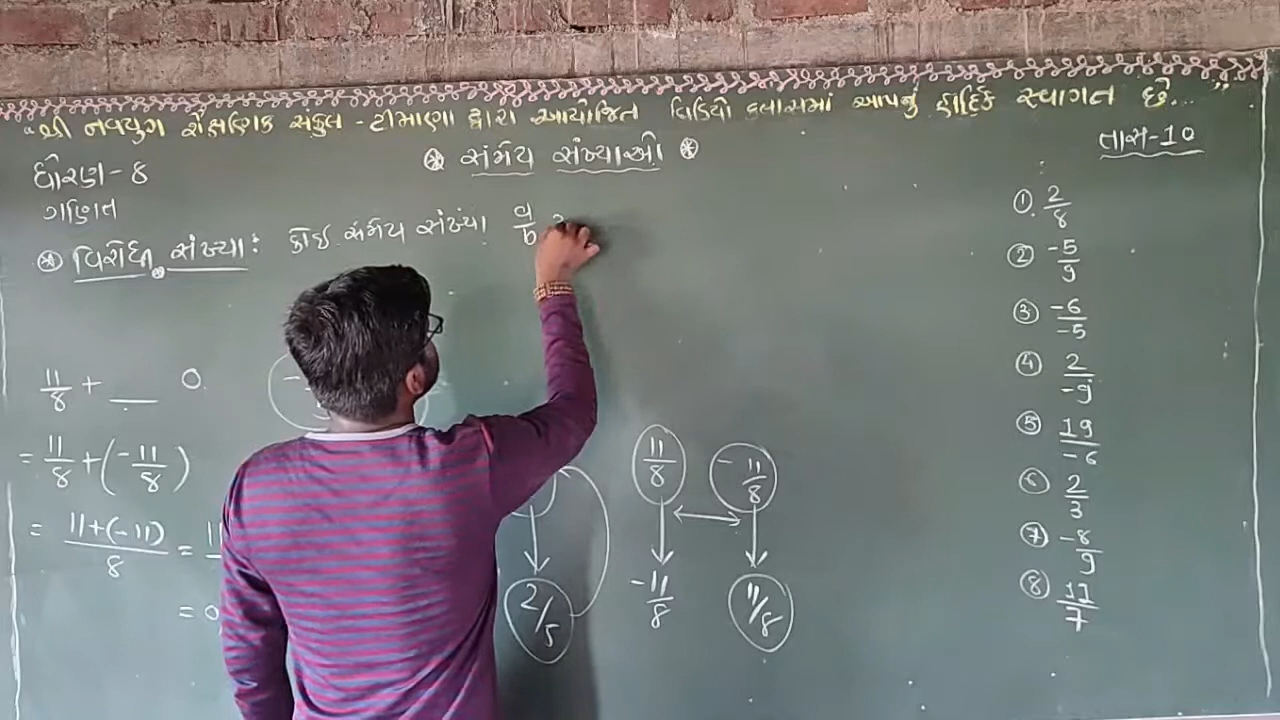 “શ્રી નવયુગ શૈક્ષણિક સંકુલ - ટીમાણા દ્વારા આયોજિત વિડિયો ક્લાસમાં આપનું હાર્દિક સ્વાગત છે...”
ધોરણ - 8
ગણિત
⊛ સંમેય સંખ્યાઓ ⊛
તાસ-10
⊛ વિરોધી સંખ્યા : કોઈ સંમેય સંખ્યા a/b
11/8 + __ 0
= 11/8 + (-11/8)
= 11+(-11)/8 = 11
= 0
2/5
11/8 ↔ -11/8
-11/8 11/8
① 2/8
② -5/9
③ -6/-5
④ 2/-9
⑤ 19/-6
⑥ 2/3
⑦ -8/9
⑧ 17/7